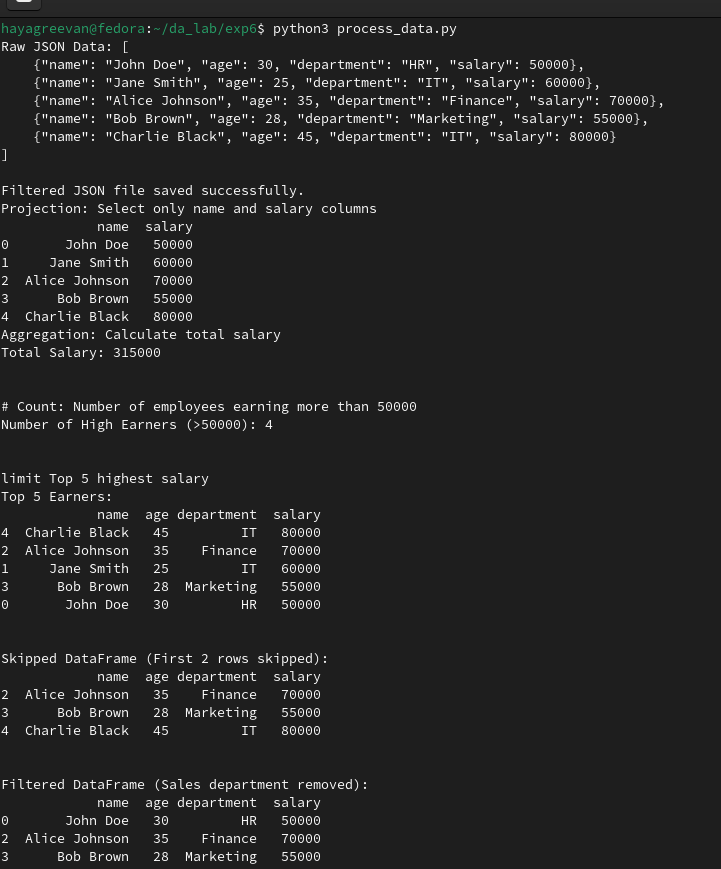 hayagreevan@fedora:~/da_lab/exp6$ python3 process_data.py
Raw JSON Data: [
    {"name": "John Doe", "age": 30, "department": "HR", "salary": 50000},
    {"name": "Jane Smith", "age": 25, "department": "IT", "salary": 60000},
    {"name": "Alice Johnson", "age": 35, "department": "Finance", "salary": 70000},
    {"name": "Bob Brown", "age": 28, "department": "Marketing", "salary": 55000},
    {"name": "Charlie Black", "age": 45, "department": "IT", "salary": 80000}
]
Filtered JSON file saved successfully.
Projection: Select only name and salary columns
            name  salary
0       John Doe   50000
1     Jane Smith   60000
2  Alice Johnson   70000
3      Bob Brown   55000
4  Charlie Black   80000
Aggregation: Calculate total salary
Total Salary: 315000
# Count: Number of employees earning more than 50000
Number of High Earners (>50000): 4
limit Top 5 highest salary
Top 5 Earners:
            name  age department  salary
4  Charlie Black   45         IT   80000
2  Alice Johnson   35    Finance   70000
1     Jane Smith   25         IT   60000
3      Bob Brown   28  Marketing   55000
0       John Doe   30         HR   50000
Skipped DataFrame (First 2 rows skipped):
            name  age department  salary
2  Alice Johnson   35    Finance   70000
3      Bob Brown   28  Marketing   55000
4  Charlie Black   45         IT   80000
Filtered DataFrame (Sales department removed):
            name  age department  salary
0       John Doe   30         HR   50000
2  Alice Johnson   35    Finance   70000
3      Bob Brown   28  Marketing   55000